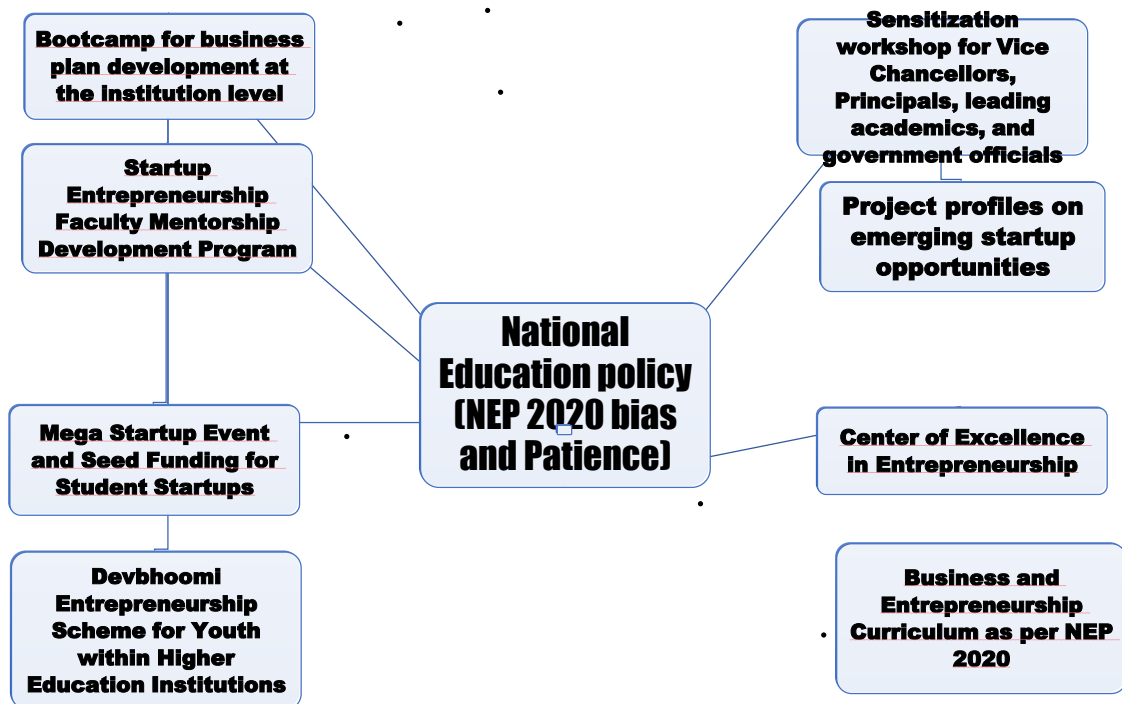 Bootcamp for business
plan development at
the institution level
Startup
Entrepreneurship
Faculty Mentorship
Development Program
Mega Startup Event
and Seed Funding for
Student Startups
Devbhoomi
Entrepreneurship
Scheme for Youth
within Higher
Education Institutions
National
Education policy
(NEP 2020 bias
and Patience)
Sensitization
workshop for Vice
Chancellors,
Principals, leading
academics, and
government officials
Project profiles on
emerging startup
opportunities
Center of Excellence
in Entrepreneurship
Business and
Entrepreneurship
Curriculum as per NEP
2020